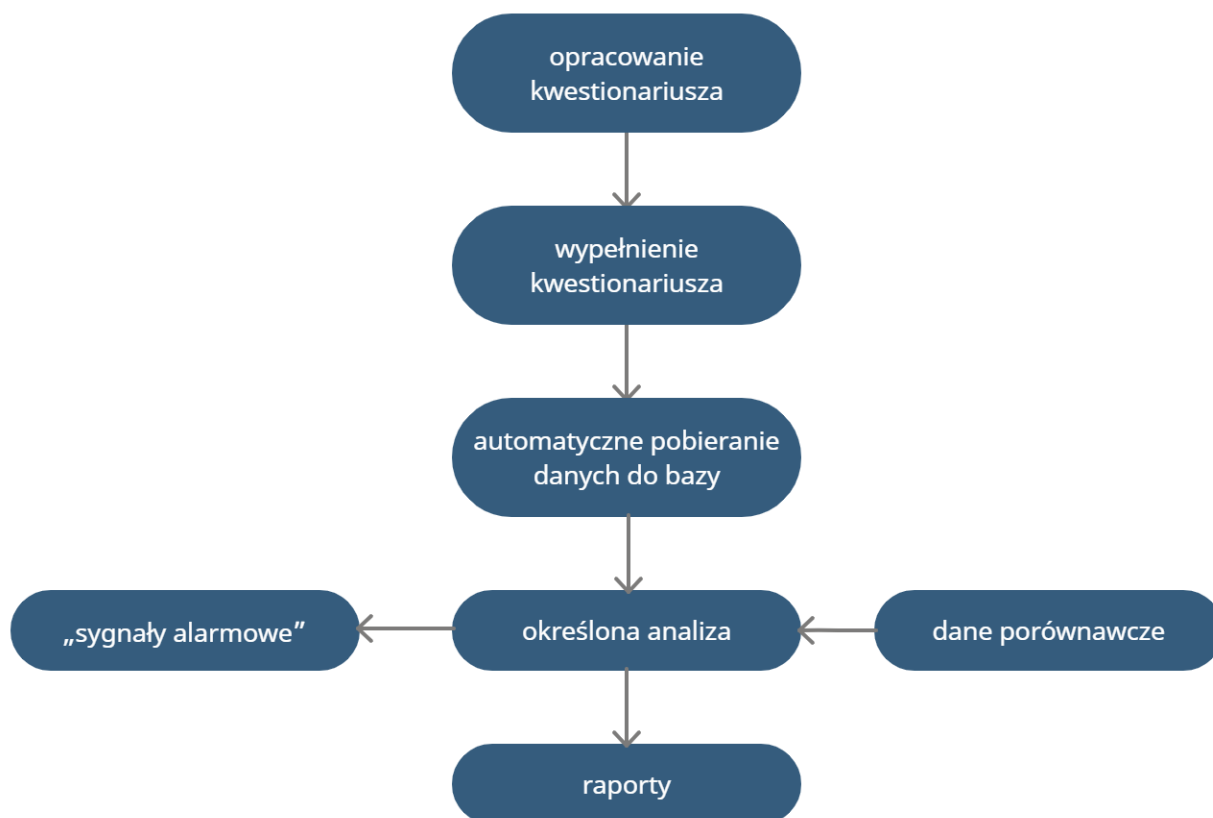 opracowanie
kwestionariusza
wypełnienie
kwestionariusza
automatyczne pobieranie
danych do bazy
„sygnały alarmowe”
określona analiza
dane porównawcze
raporty